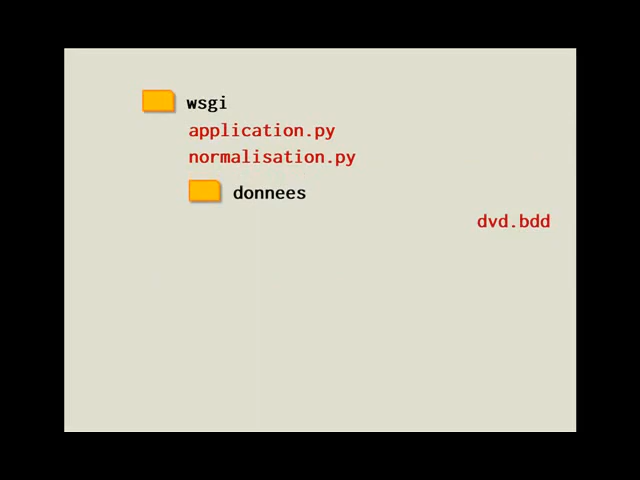 wsgi
application.py
normalisation.py
donnees
dvd.bdd